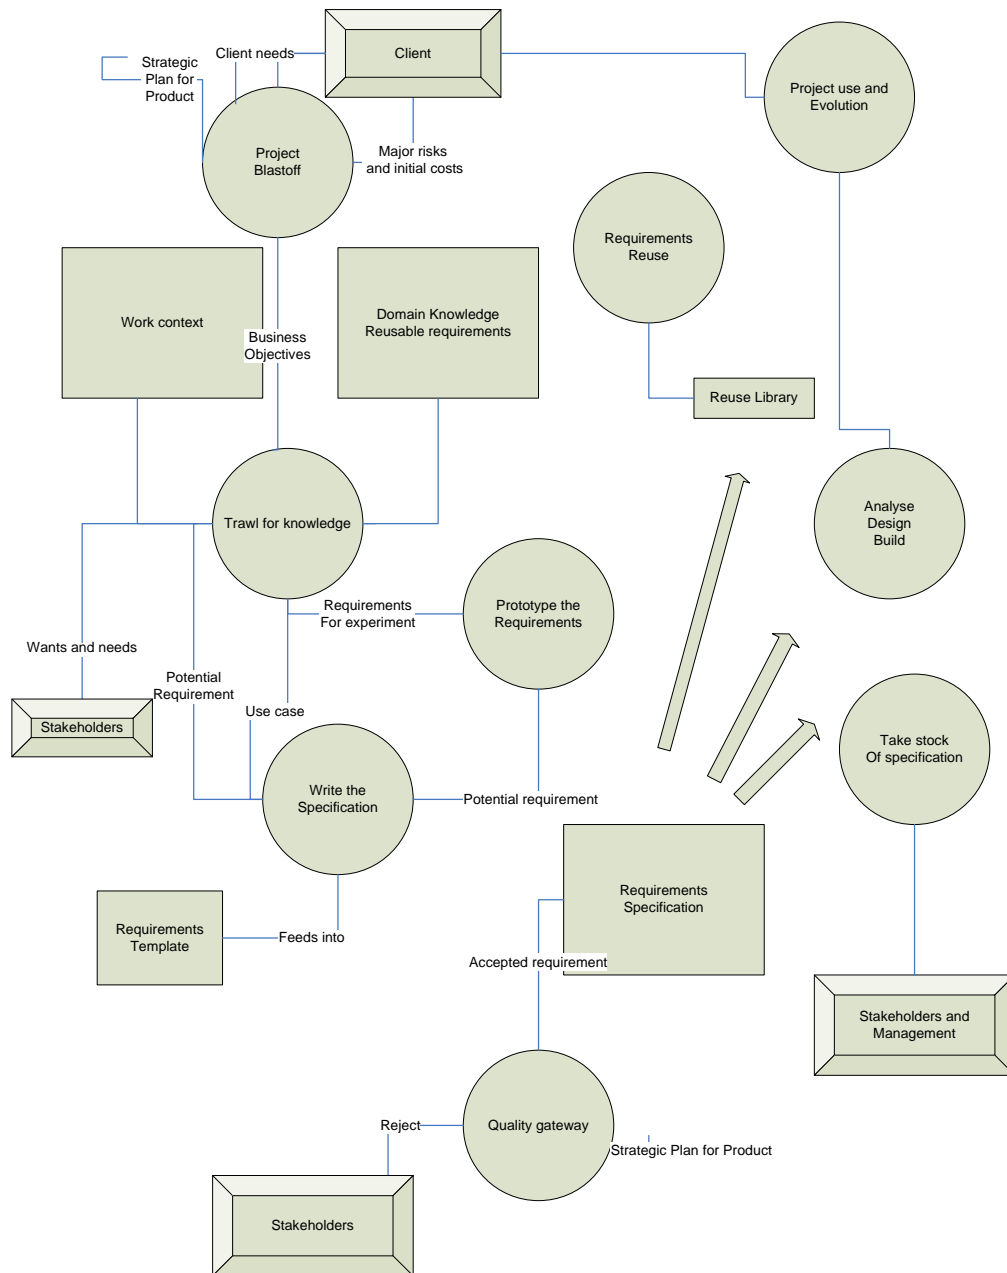 Client needs
Client
Strategic
Plan for
Product
Project use and
Evolution
Project
Blastoff
Major risks
and initial costs
Requirements
Reuse
Work context
Domain Knowledge
Reusable requirements
Business
Objectives
Reuse Library
Trawl for knowledge
Analyse
Design
Build
Requirements
For experiment
Prototype the
Requirements
Wants and needs
Potential
Requirement
Use case
Stakeholders
Take stock
Of specification
Write the
Specification
Potential requirement
Requirements
Specification
Requirements
Template
Feeds into
Accepted requirement
Stakeholders and
Management
Reject
Quality gateway
Strategic Plan for Product
Stakeholders